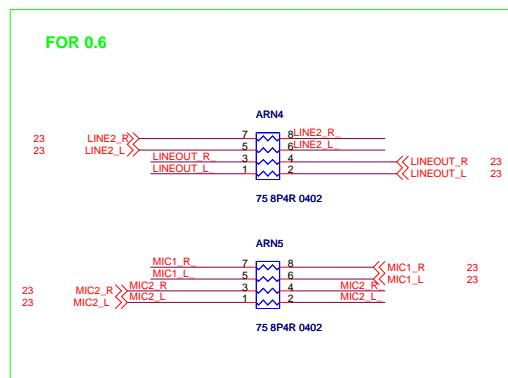 FOR 0.6
ARN4
23 LINE2_R 7 8 LINE2_R_
23 LINE2_L 5 6 LINE2_L_
LINEOUT_R_ 3 4 LINEOUT_R 23
LINEOUT_L_ 1 2 LINEOUT_L 23
75 8P4R 0402
ARN5
MIC1_R_ 7 8 MIC1_R 23
MIC1_L_ 5 6 MIC1_L 23
23 MIC2_R MIC2_R 3 4 MIC2_R_
23 MIC2_L MIC2_L 1 2 MIC2_L_
75 8P4R 0402